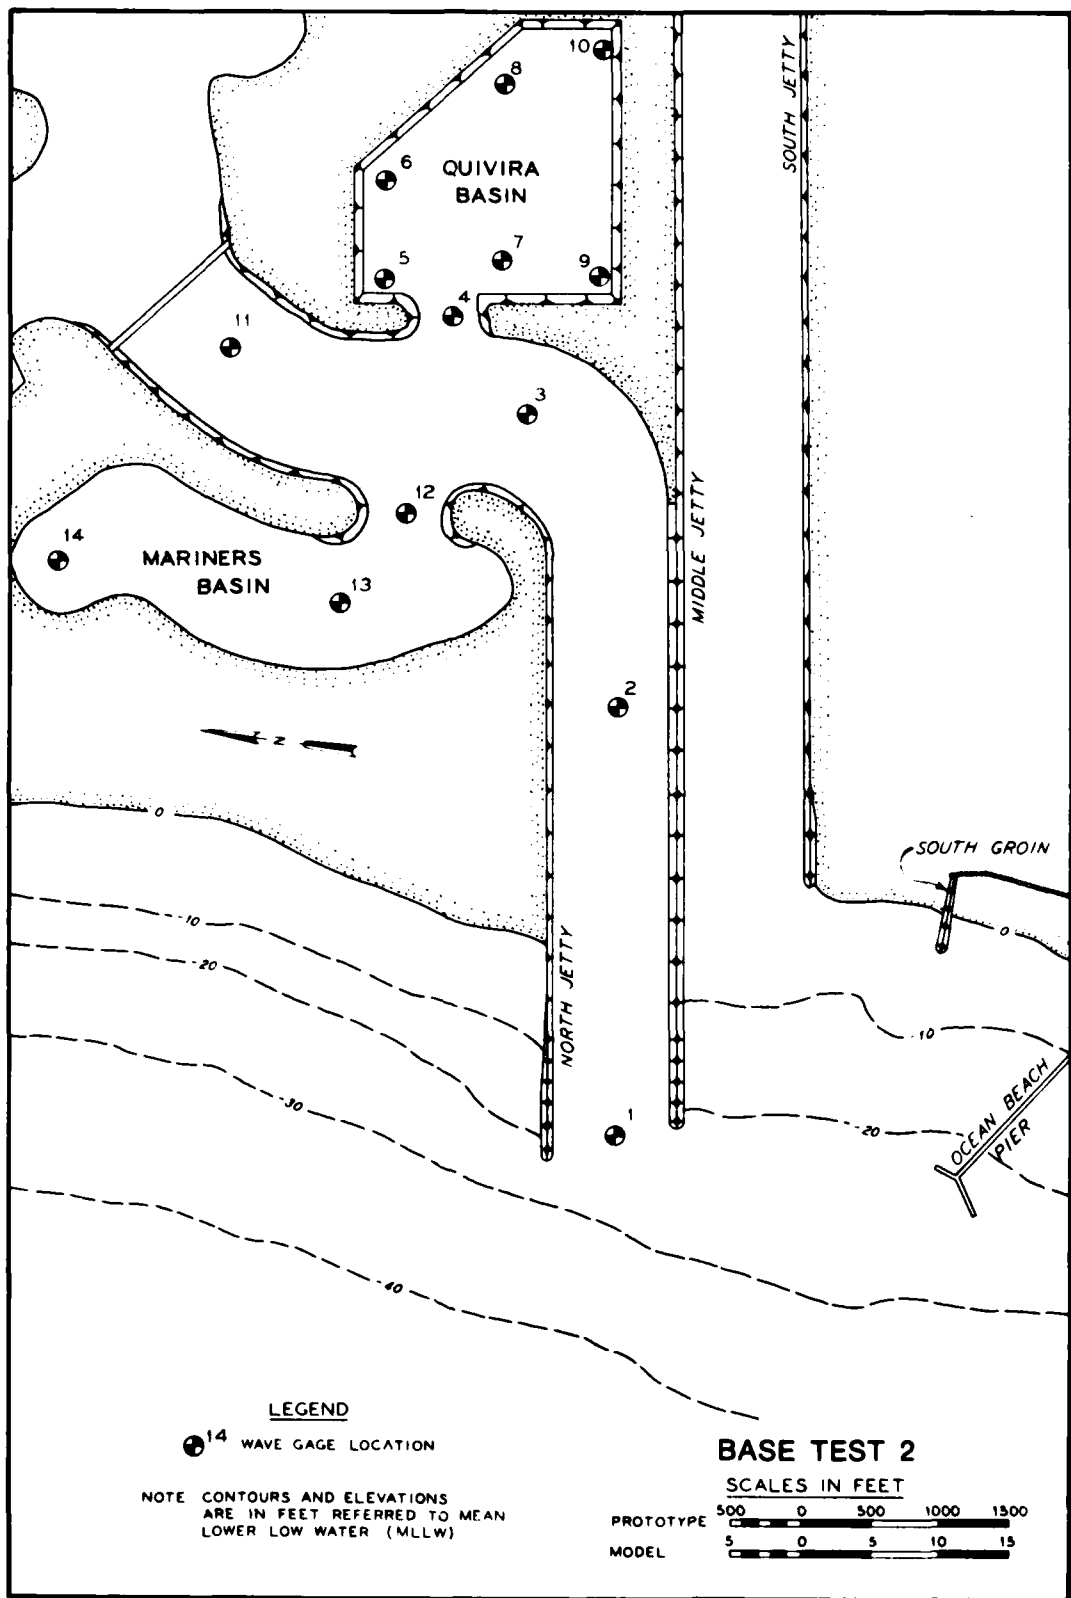 10
8
SOUTH JETTY
6
QUIVIRA
BASIN
5
7
9
4
11
3
12
14
MARINERS
BASIN
13
MIDDLE JETTY
2
N
0
SOUTH GROIN
0
-10
-20
NORTH JETTY
-10
-30
1
-20
OCEAN BEACH
PIER
-40
LEGEND
14 WAVE GAGE LOCATION
NOTE CONTOURS AND ELEVATIONS
ARE IN FEET REFERRED TO MEAN
LOWER LOW WATER (MLLW)
BASE TEST 2
SCALES IN FEET
PROTOTYPE 500 0 500 1000 1500
MODEL 5 0 5 10 15